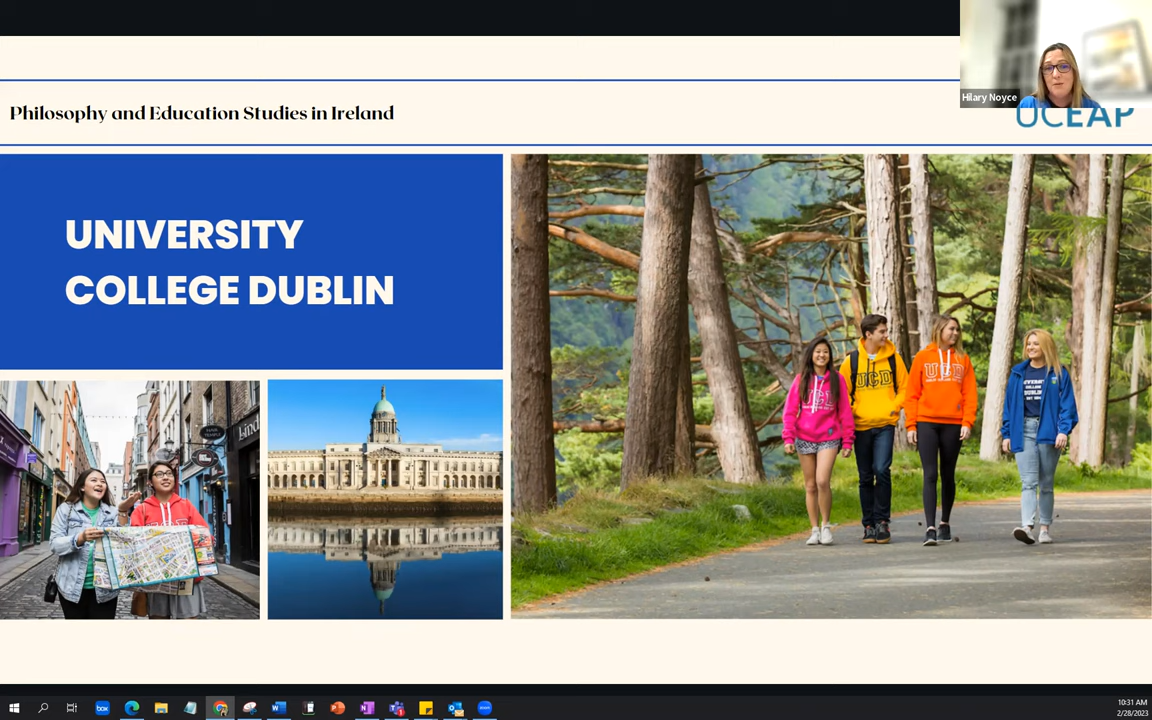 Hilary Noyce
Philosophy and Education Studies in Ireland
UCEAP
UNIVERSITY
COLLEGE DUBLIN
UCD
UCD
10:31 AM
2/28/2023